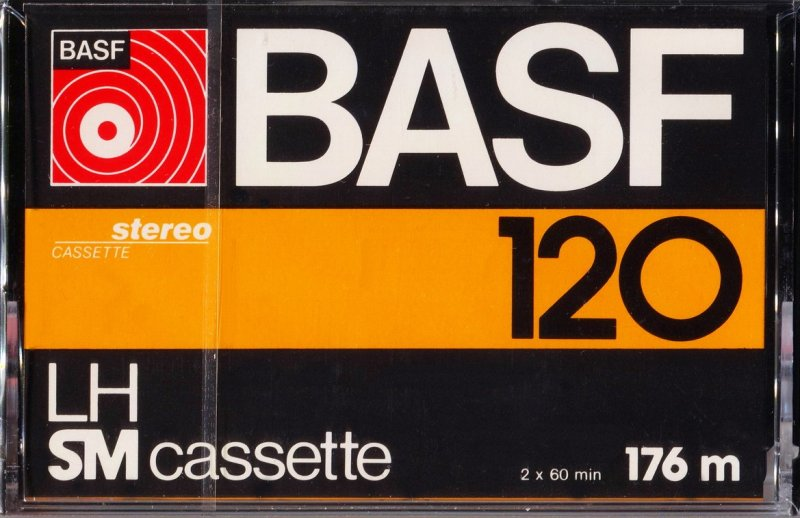 BASF
BASF
stereo
CASSETTE
120
LH
SM cassette
2 x 60 min
176 m